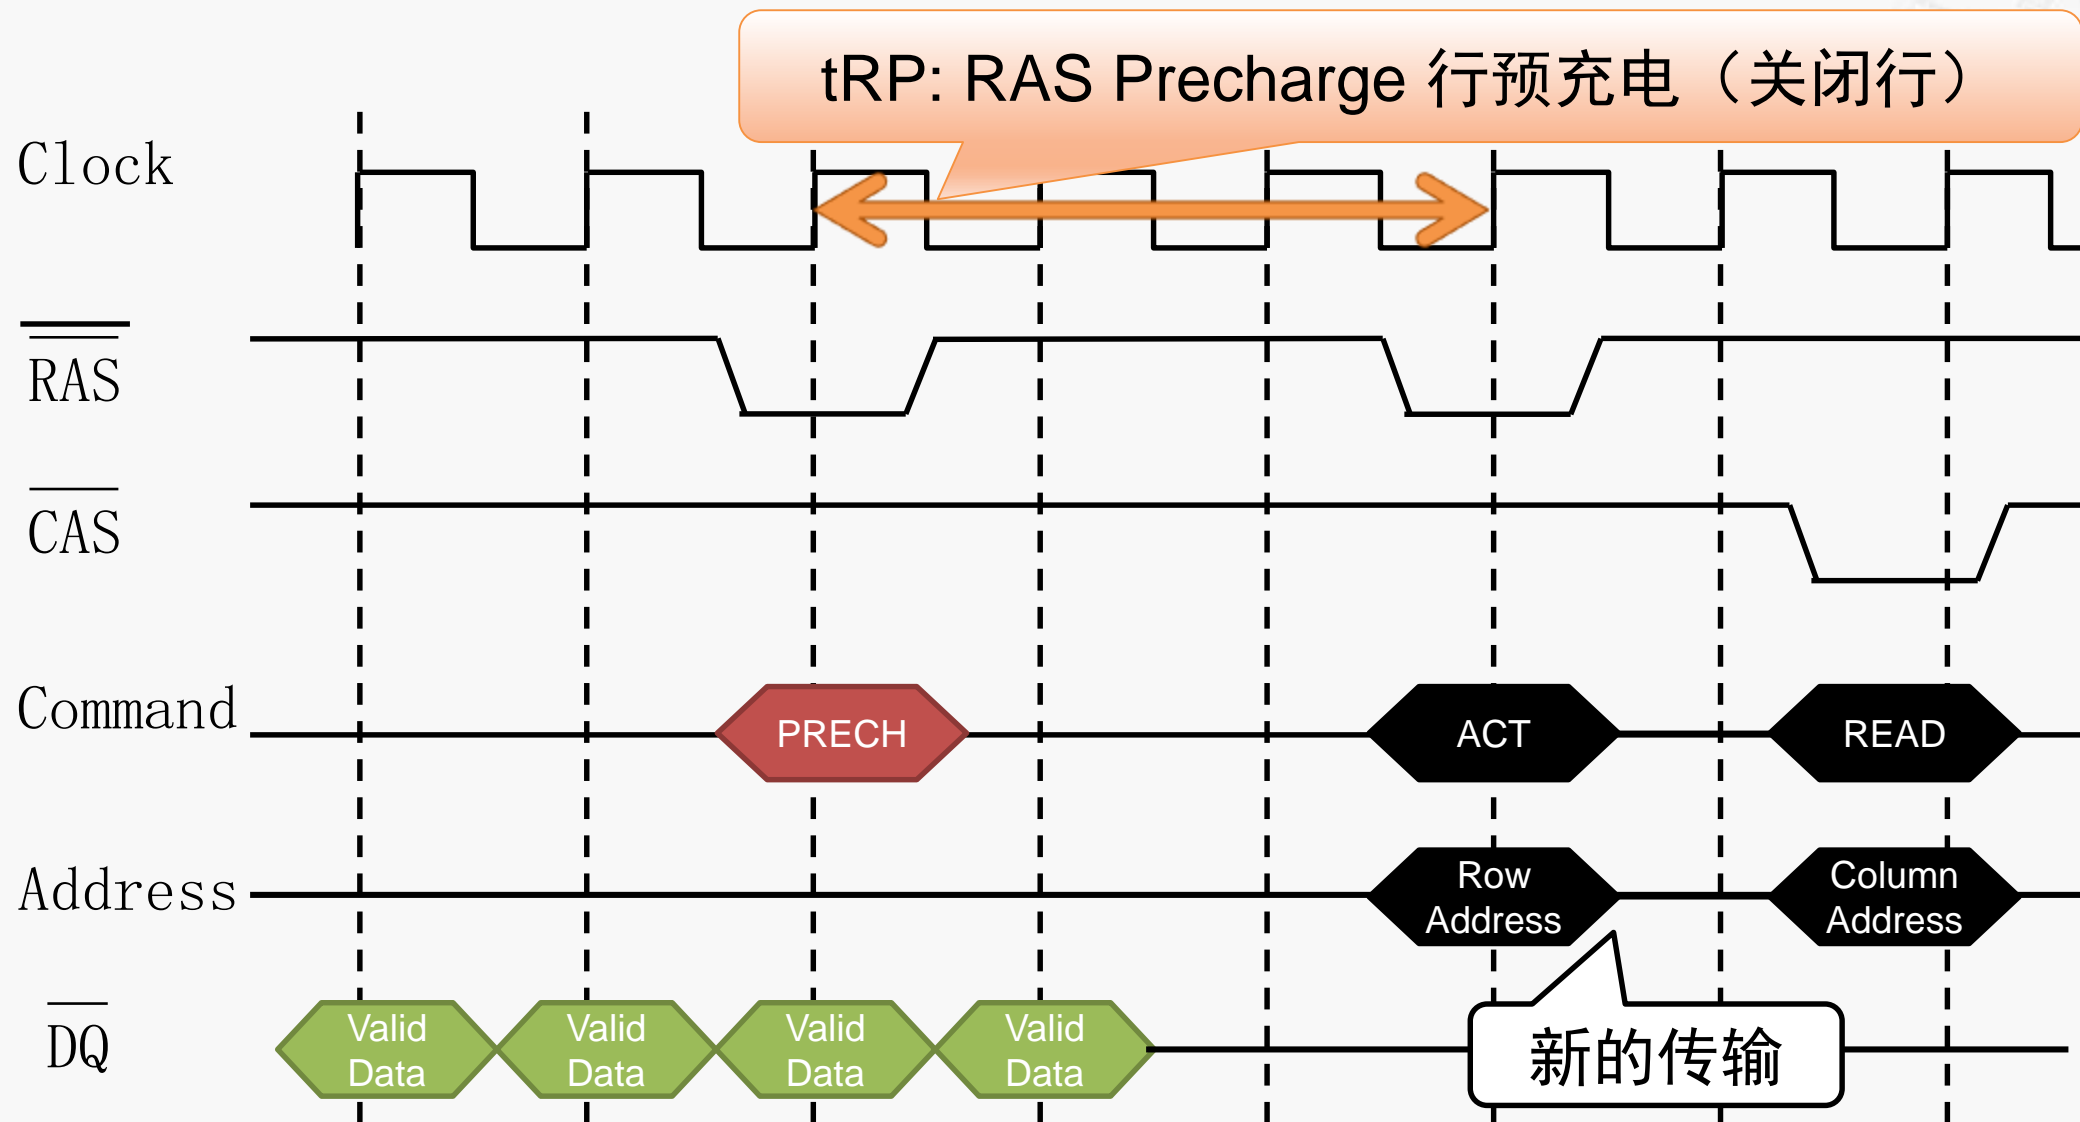 tRP: RAS Precharge 行预充电（关闭行）
Clock
RAS
CAS
Command
PRECH
ACT
READ
Address
Row
Address
Column
Address
DQ
Valid
Data
Valid
Data
Valid
Data
Valid
Data
新的传输